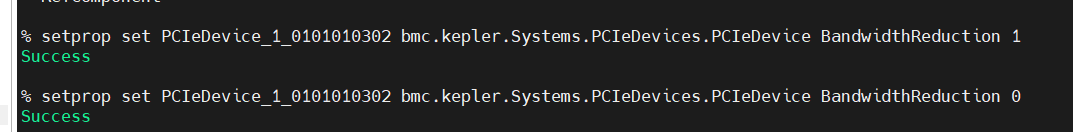 % setprop set PCIeDevice_1_0101010302 bmc.kepler.Systems.PCIeDevices.PCIeDevice BandwidthReduction 1
Success
% setprop set PCIeDevice_1_0101010302 bmc.kepler.Systems.PCIeDevices.PCIeDevice BandwidthReduction 0
Success